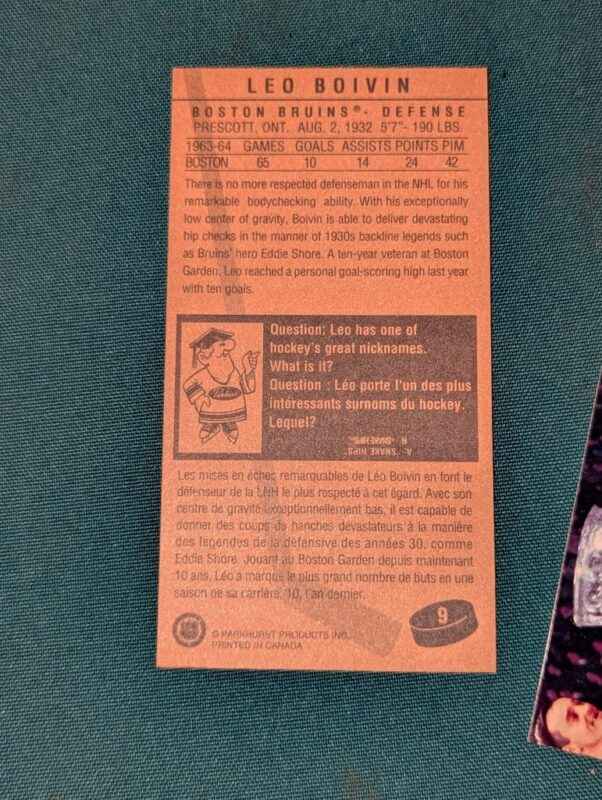 LEO BOIVIN
BOSTON BRUINS®- DEFENSE
PRESCOTT, ONT. AUG. 2, 1932 5'7"- 190 LBS.
1963-64 GAMES GOALS ASSISTS POINTS PIM
BOSTON 65 10 14 24 42
There is no more respected defenseman in the NHL for his
remarkable bodychecking ability. With his exceptionally
low center of gravity, Boivin is able to deliver devastating
hip checks in the manner of 1930s backline legends such
as Bruins' hero Eddie Shore. A ten-year veteran at Boston
Garden, Leo reached a personal goal-scoring high last year
with ten goals.
Question: Leo has one of
hockey's great nicknames.
What is it?
Question : Léo porte l'un des plus
intéressants surnoms du hockey.
Lequel?
A: "SNAKE HIPS."
R: «SNAKE HIPS».
Les mises en échec remarquables de Léo Boivin en font le
défenseur de la LNH le plus respecté à cet égard. Avec son
centre de gravité exceptionnellement bas, il est capable de
donner des coups de hanches dévastateurs à la manière
des légendes de la défensive des années 30, comme
Eddie Shore. Jouant au Boston Garden depuis maintenant
10 ans, Léo a marqué le plus grand nombre de buts en une
saison de sa carrière, 10, l'an dernier.
9
© PARKHURST PRODUCTS INC.
PRINTED IN CANADA